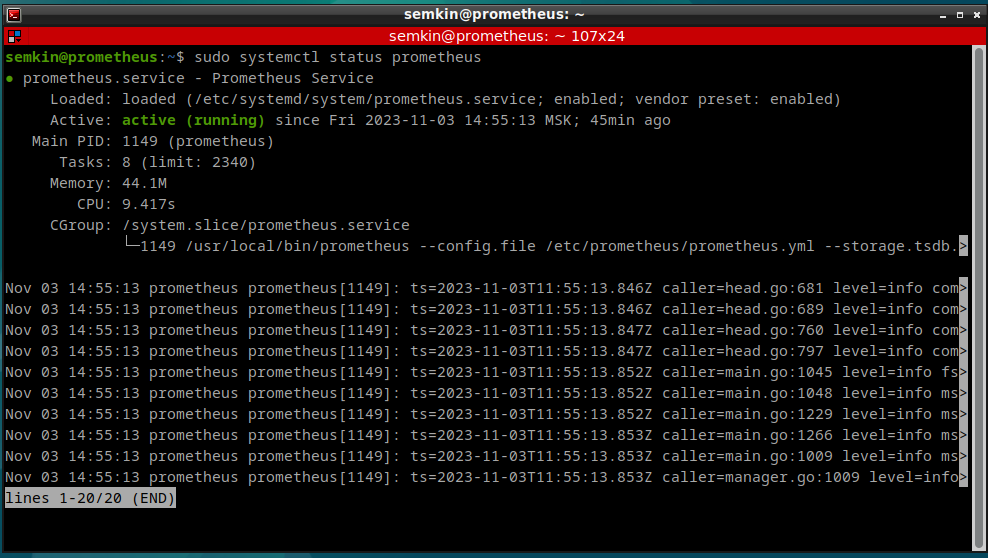 semkin@prometheus: ~
semkin@prometheus: ~ 107x24
semkin@prometheus:~$ sudo systemctl status prometheus
● prometheus.service - Prometheus Service
     Loaded: loaded (/etc/systemd/system/prometheus.service; enabled; vendor preset: enabled)
     Active: active (running) since Fri 2023-11-03 14:55:13 MSK; 45min ago
   Main PID: 1149 (prometheus)
      Tasks: 8 (limit: 2340)
     Memory: 44.1M
        CPU: 9.417s
     CGroup: /system.slice/prometheus.service
             └─1149 /usr/local/bin/prometheus --config.file /etc/prometheus/prometheus.yml --storage.tsdb.>
Nov 03 14:55:13 prometheus prometheus[1149]: ts=2023-11-03T11:55:13.846Z caller=head.go:681 level=info com>
Nov 03 14:55:13 prometheus prometheus[1149]: ts=2023-11-03T11:55:13.846Z caller=head.go:689 level=info com>
Nov 03 14:55:13 prometheus prometheus[1149]: ts=2023-11-03T11:55:13.847Z caller=head.go:760 level=info com>
Nov 03 14:55:13 prometheus prometheus[1149]: ts=2023-11-03T11:55:13.847Z caller=head.go:797 level=info com>
Nov 03 14:55:13 prometheus prometheus[1149]: ts=2023-11-03T11:55:13.852Z caller=main.go:1045 level=info fs>
Nov 03 14:55:13 prometheus prometheus[1149]: ts=2023-11-03T11:55:13.852Z caller=main.go:1048 level=info ms>
Nov 03 14:55:13 prometheus prometheus[1149]: ts=2023-11-03T11:55:13.852Z caller=main.go:1229 level=info ms>
Nov 03 14:55:13 prometheus prometheus[1149]: ts=2023-11-03T11:55:13.853Z caller=main.go:1266 level=info ms>
Nov 03 14:55:13 prometheus prometheus[1149]: ts=2023-11-03T11:55:13.853Z caller=main.go:1009 level=info ms>
Nov 03 14:55:13 prometheus prometheus[1149]: ts=2023-11-03T11:55:13.853Z caller=manager.go:1009 level=info>
lines 1-20/20 (END)